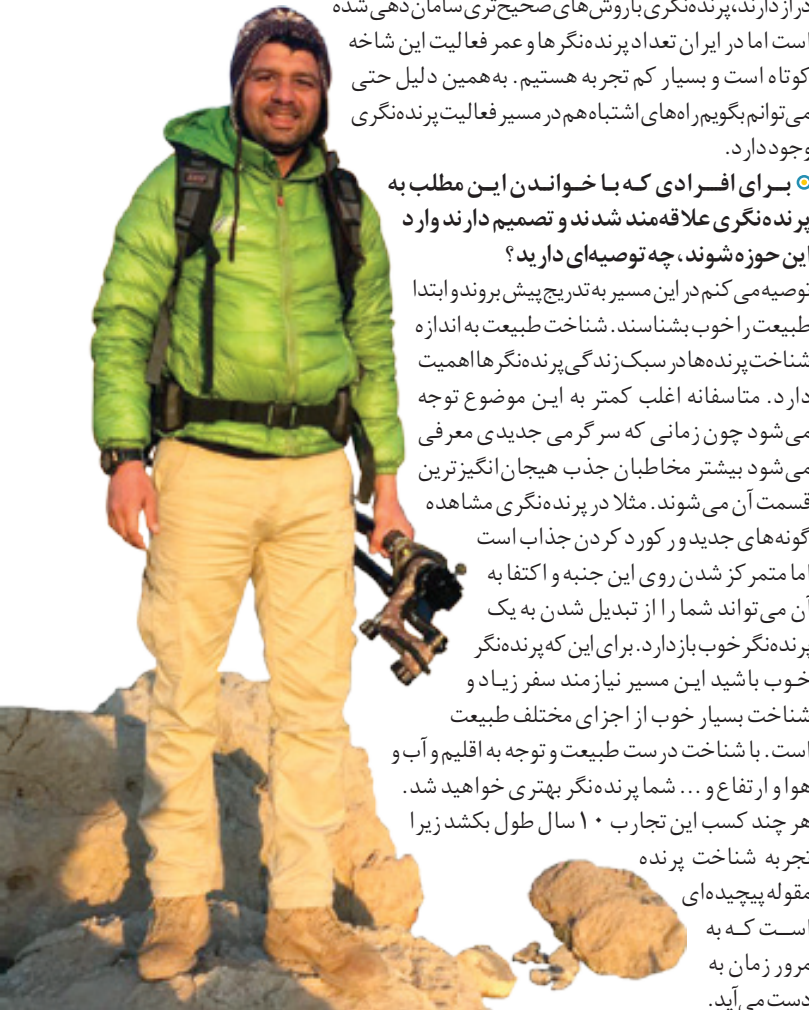 دراز دارند، پرنده‌نگری با روش‌های صحیح‌تری سامان‌دهی شده
است اما در ایران تعداد پرنده‌نگرها و عمر فعالیت این شاخه
کوتاه است و بسیار کم تجربه هستیم. به‌همین دلیل حتی
می‌توانم بگویم راه‌های اشتباه هم در مسیر فعالیت پرنده‌نگری
وجود دارد.
برای افرادی که با خواندن این مطلب به
پرنده‌نگری علاقه‌مند شدند و تصمیم دارند وارد
این حوزه شوند، چه توصیه‌ای دارید؟
توصیه می‌کنم در این مسیر به‌تدریج پیش بروند و ابتدا
طبیعت را خوب بشناسند. شناخت طبیعت به اندازه
شناخت پرنده‌ها در سبک زندگی پرنده‌نگرها اهمیت
دارد. متاسفانه اغلب کمتر به این موضوع توجه
می‌شود چون زمانی که سرگرمی جدیدی معرفی
می‌شود بیشتر مخاطبان جذب هیجان‌انگیزترین
قسمت آن می‌شوند. مثلا در پرنده‌نگری مشاهده
گونه‌های جدید و رکورد کردن جذاب است
اما متمرکز شدن روی این جنبه و اکتفا به
آن می‌تواند شما را از تبدیل شدن به یک
پرنده‌نگر خوب بازدارد. برای این که پرنده‌نگر
خوب باشید این مسیر نیازمند سفر زیاد و
شناخت بسیار خوب از اجزای مختلف طبیعت
است. با شناخت درست طبیعت و توجه به اقلیم و آب و
هوا و ارتفاع و ... شما پرنده‌نگر بهتری خواهید شد.
هر چند کسب این تجارب ۱۰ سال طول بکشد زیرا
تجربه شناخت پرنده
مقوله پیچیده‌ای
است که به
مرور زمان به
دست می‌آید.